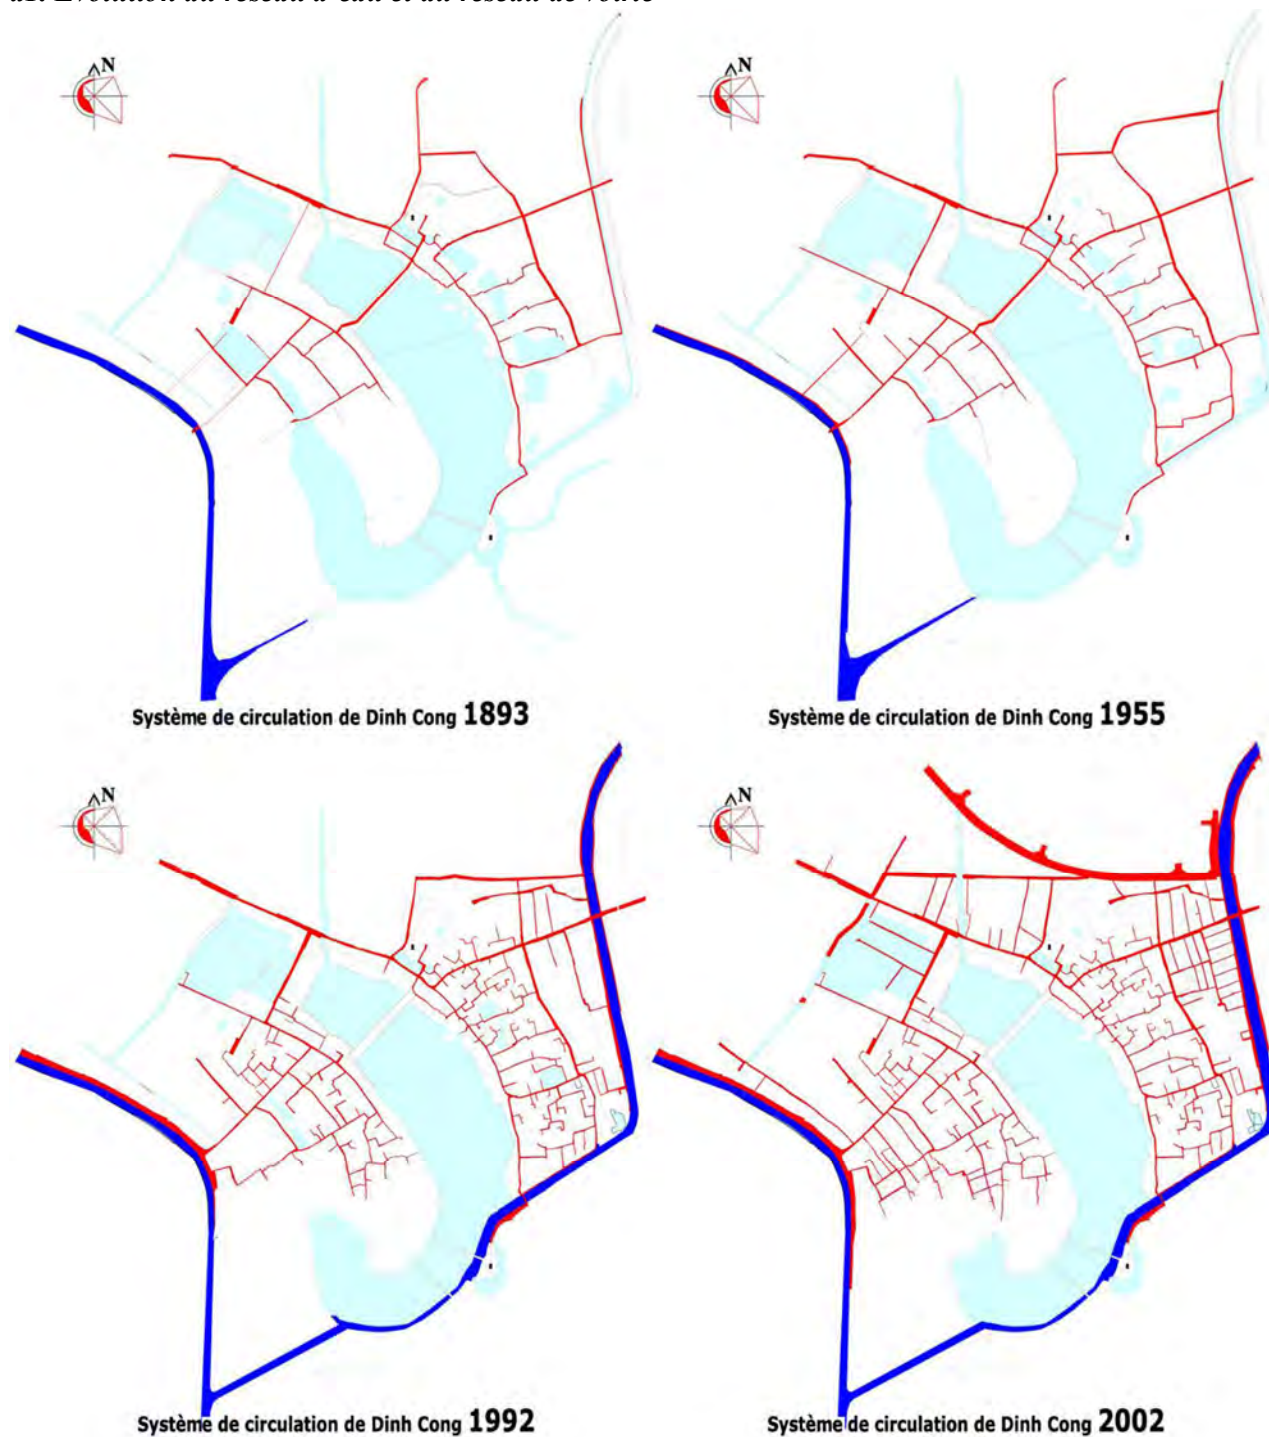 N
N
Système de circulation de Dinh Cong 1893
Système de circulation de Dinh Cong 1955
N
N
Système de circulation de Dinh Cong 1992
Système de circulation de Dinh Cong 2002